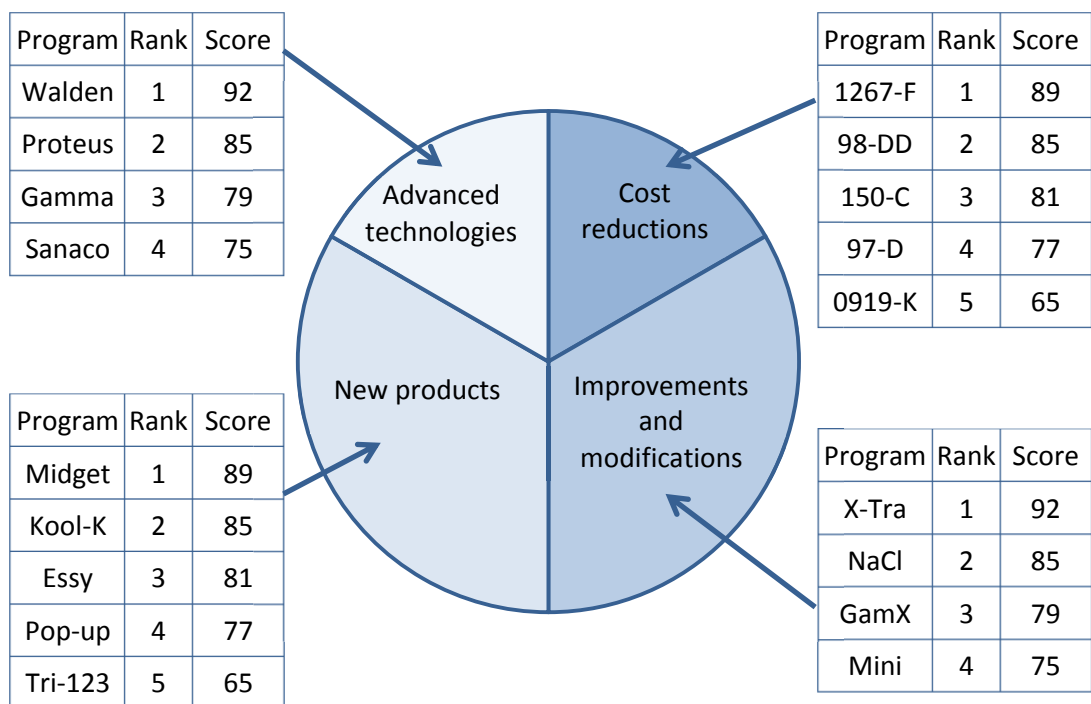 Program Rank Score
Walden 1 92
Proteus 2 85
Gamma 3 79
Sanaco 4 75
Program Rank Score
1267-F 1 89
98-DD 2 85
150-C 3 81
97-D 4 77
0919-K 5 65
Advanced
technologies
Cost
reductions
New products
Improvements
and
modifications
Program Rank Score
Midget 1 89
Kool-K 2 85
Essy 3 81
Pop-up 4 77
Tri-123 5 65
Program Rank Score
X-Tra 1 92
NaCl 2 85
GamX 3 79
Mini 4 75